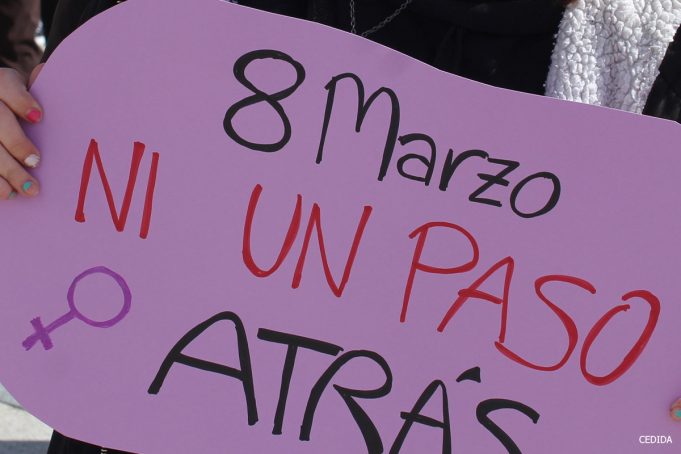 8 Marzo
NI UN PASO
ATRÁS
CEDIDA